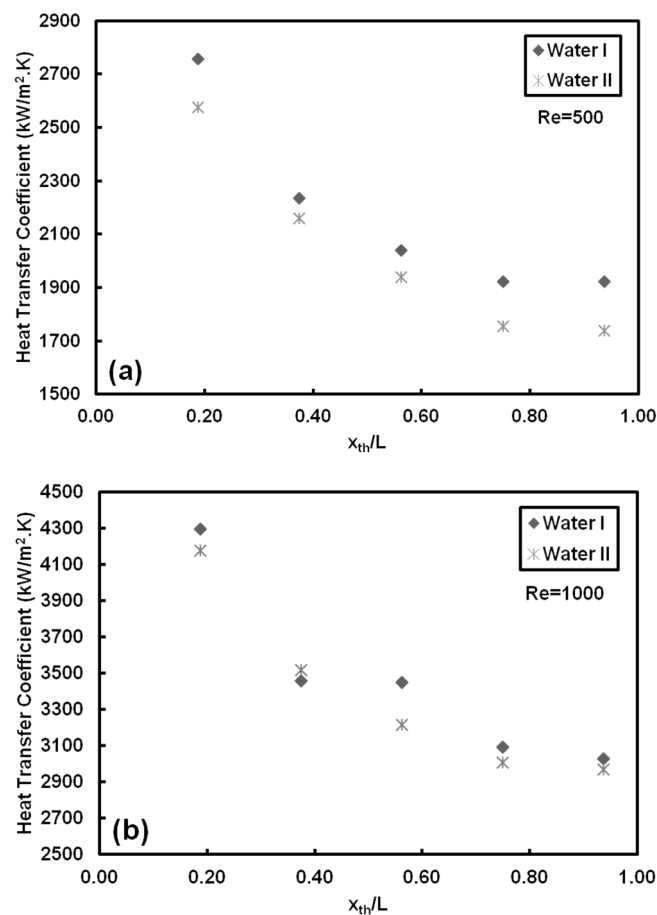 2900
2700
2500
2300
2100
1900
1700
1500
Heat Transfer Coefficient (kW/m².K)
Water I
Water II
Re=500
(a)
0.00 0.20 0.40 0.60 0.80 1.00
xth/L
4500
4300
4100
3900
3700
3500
3300
3100
2900
2700
2500
Heat Transfer Coefficient (kW/m².K)
Water I
Water II
Re=1000
(b)
0.00 0.20 0.40 0.60 0.80 1.00
xth/L